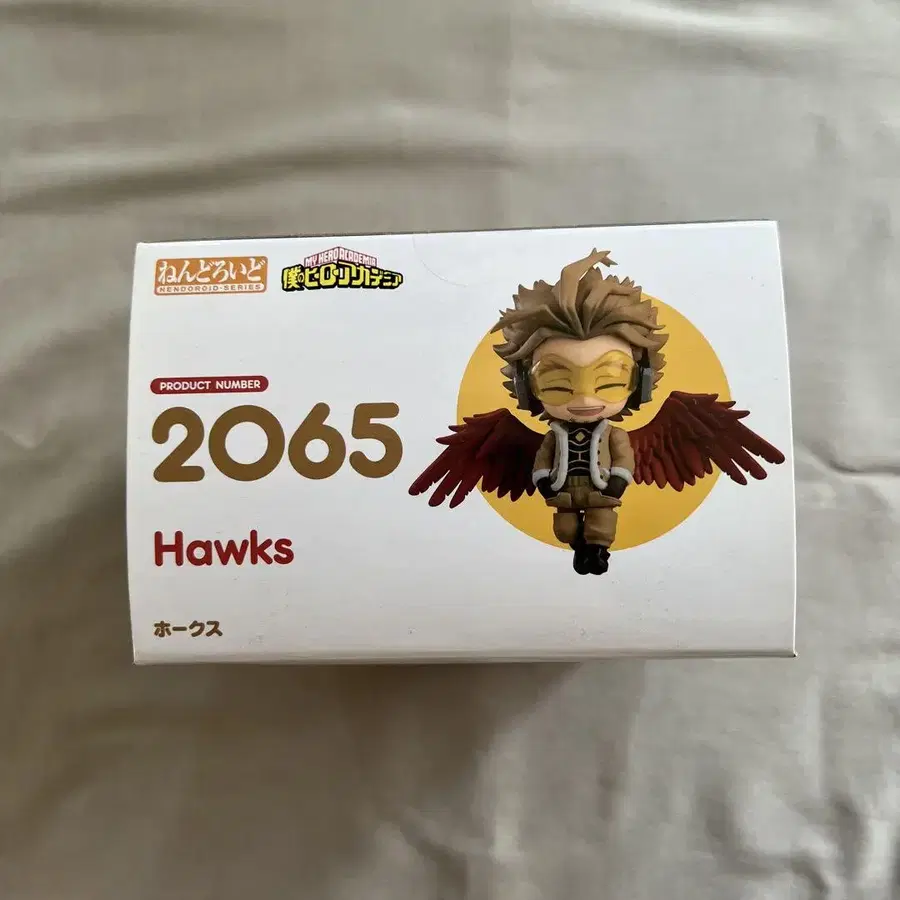 ねんどろいど
NENDOROID-SERIES
MY HERO ACADEMIA
僕のヒーローアカデミア
PRODUCT NUMBER
2065
Hawks
ホークス